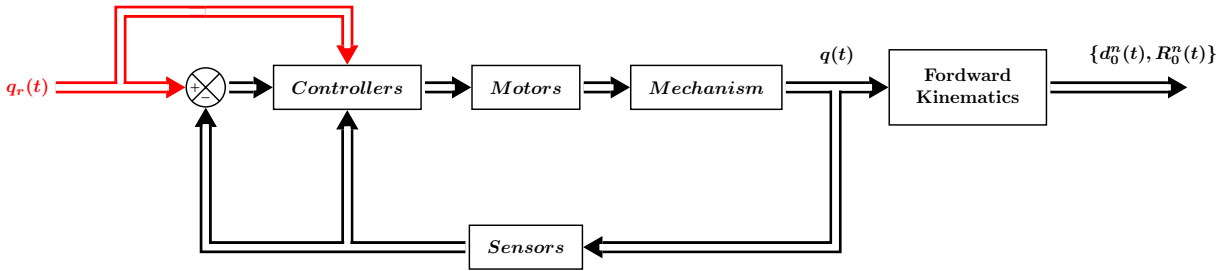 q_r(t)
+
−
Controllers
Motors
Mechanism
q(t)
Fordward
Kinematics
{d_0^n(t), R_0^n(t)}
Sensors